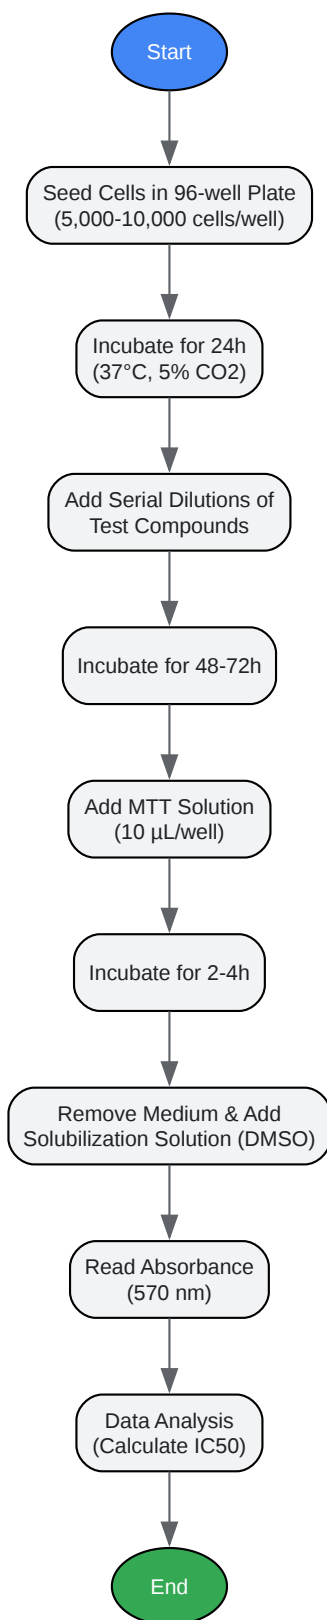 Start
Seed Cells in 96-well Plate
(5,000-10,000 cells/well)
Incubate for 24h
(37°C, 5% CO2)
Add Serial Dilutions of
Test Compounds
Incubate for 48-72h
Add MTT Solution
(10 µL/well)
Incubate for 2-4h
Remove Medium & Add
Solubilization Solution (DMSO)
Read Absorbance
(570 nm)
Data Analysis
(Calculate IC50)
End